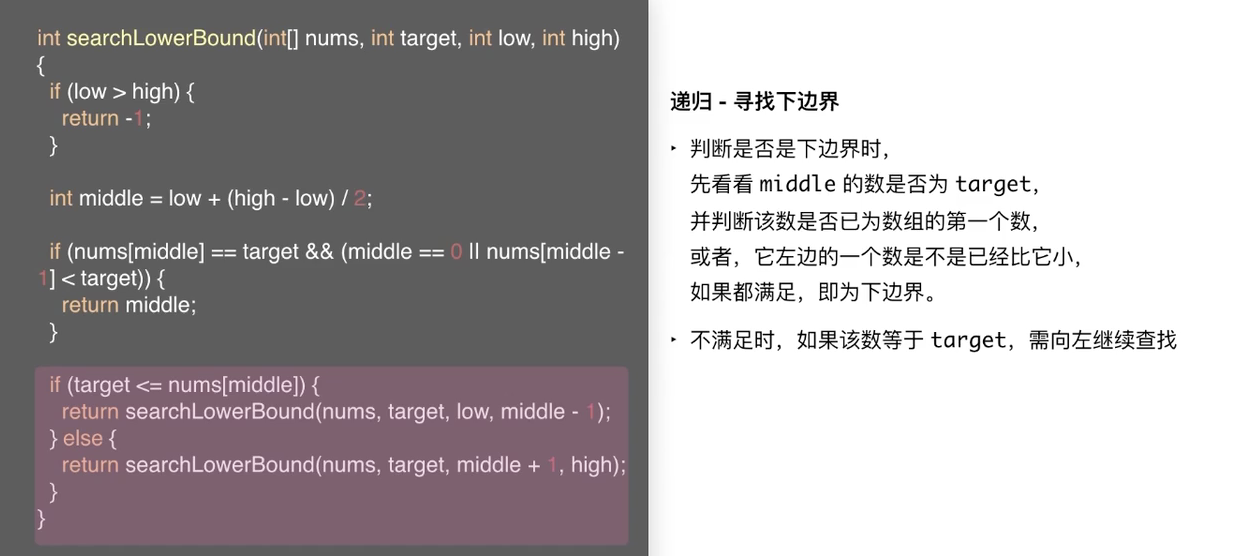 int searchLowerBound(int[] nums, int target, int low, int high)
{
if (low > high) {
return -1;
}
int middle = low + (high - low) / 2;
if (nums[middle] == target && (middle == 0 || nums[middle -
1] < target)) {
return middle;
}
if (target <= nums[middle]) {
return searchLowerBound(nums, target, low, middle - 1);
} else {
return searchLowerBound(nums, target, middle + 1, high);
}
}
递归 - 寻找下边界
‣ 判断是否是下边界时，
先看看 middle 的数是否为 target，
并判断该数是否已为数组的第一个数，
或者，它左边的一个数是不是已经比它小，
如果都满足，即为下边界。
‣ 不满足时，如果该数等于 target，需向左继续查找